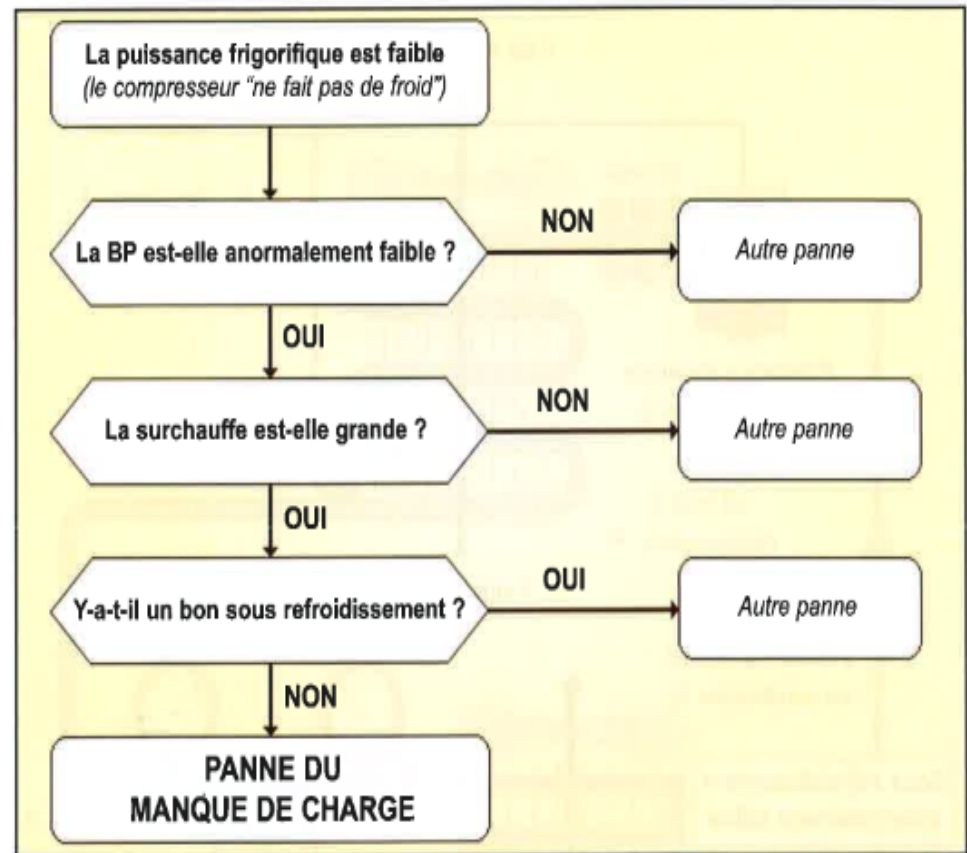 La puissance frigorifique est faible
(le compresseur "ne fait pas de froid")
La BP est-elle anormalement faible ?
NON
Autre panne
OUI
La surchauffe est-elle grande ?
NON
Autre panne
OUI
Y-a-t-il un bon sous refroidissement ?
OUI
Autre panne
NON
PANNE DU
MANQUE DE CHARGE